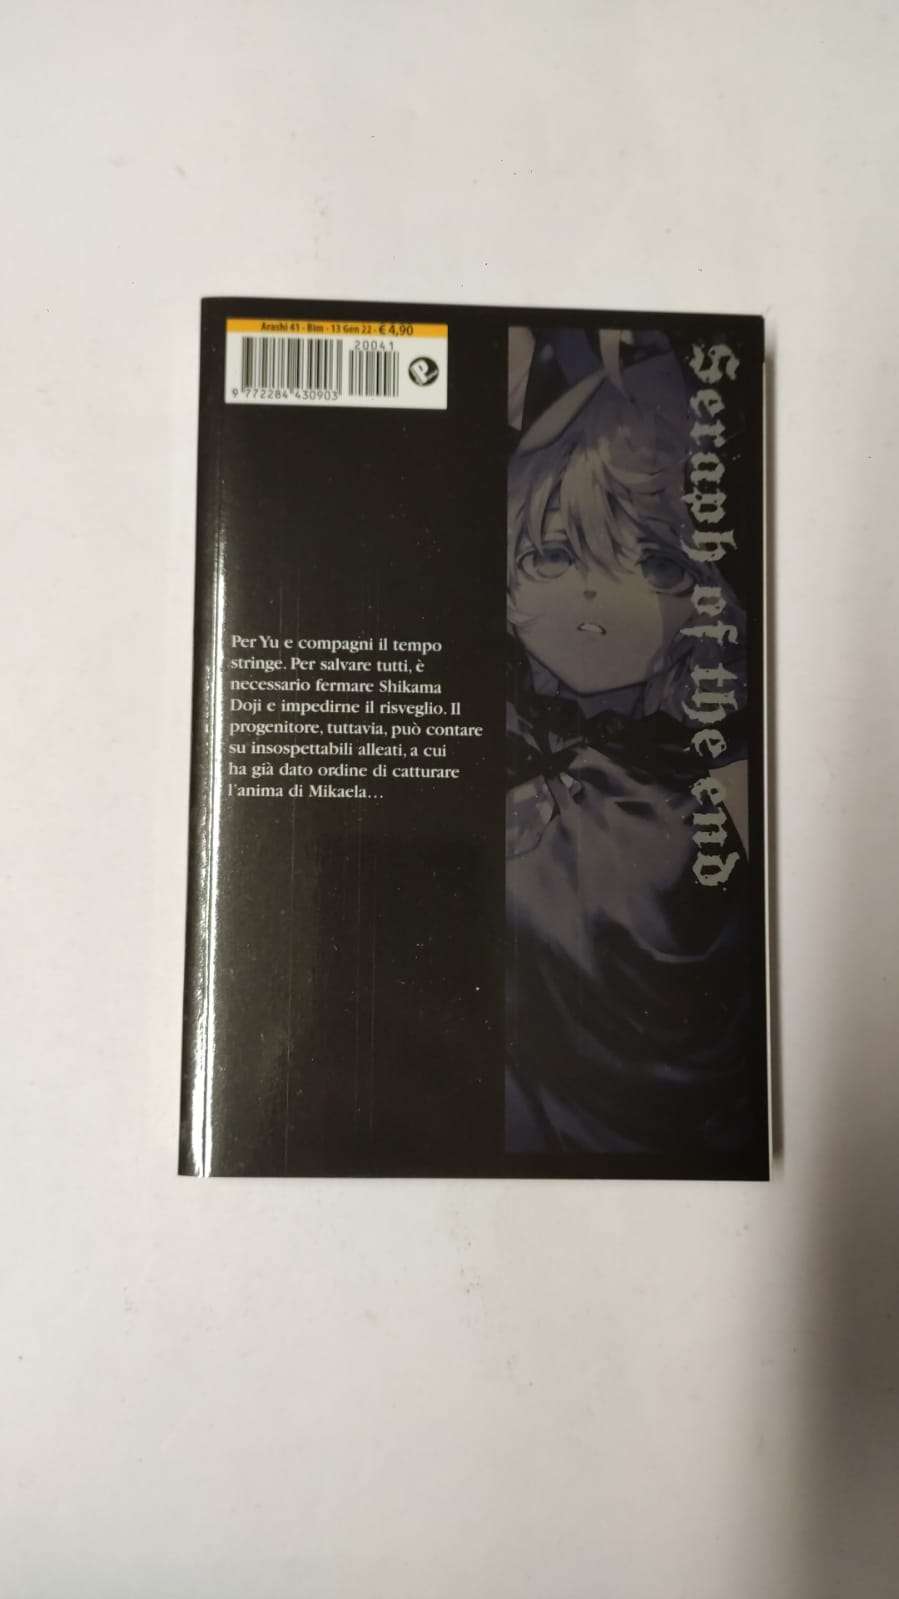 Arashi 41 - Bim - 13 Gen 22 - € 4,90
20041
9 772284 430903
Seraph of the end
Per Yu e compagni il tempo
stringe. Per salvare tutti, è
necessario fermare Shikama
Doji e impedirne il risveglio. Il
progenitore, tuttavia, può contare
su insospettabili alleati, a cui
ha già dato ordine di catturare
l'anima di Mikaela...